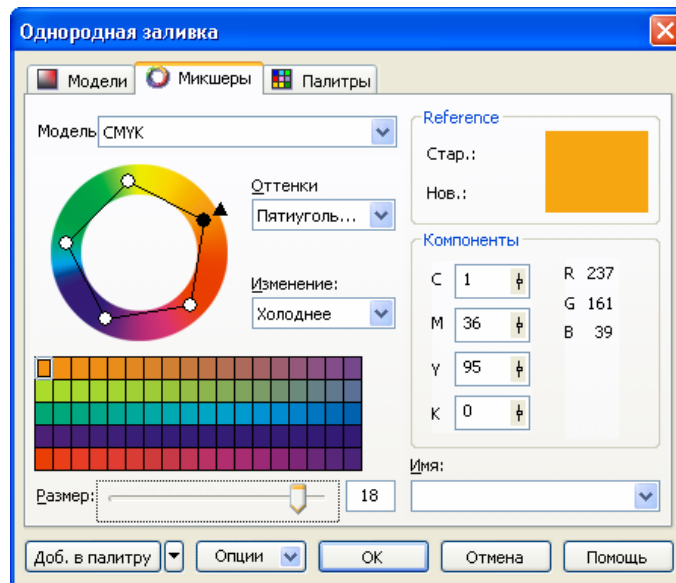 Однородная заливка
Модели Микшеры Палитры
Модель CMYK
Оттенки
Пятиуголь...
Изменение:
Холоднее
Размер: 18
Reference
Стар.:
Нов.:
Компоненты
C 1 R 237
M 36 G 161
Y 95 B 39
K 0
Имя:
Доб. в палитру Опции OK Отмена Помощь